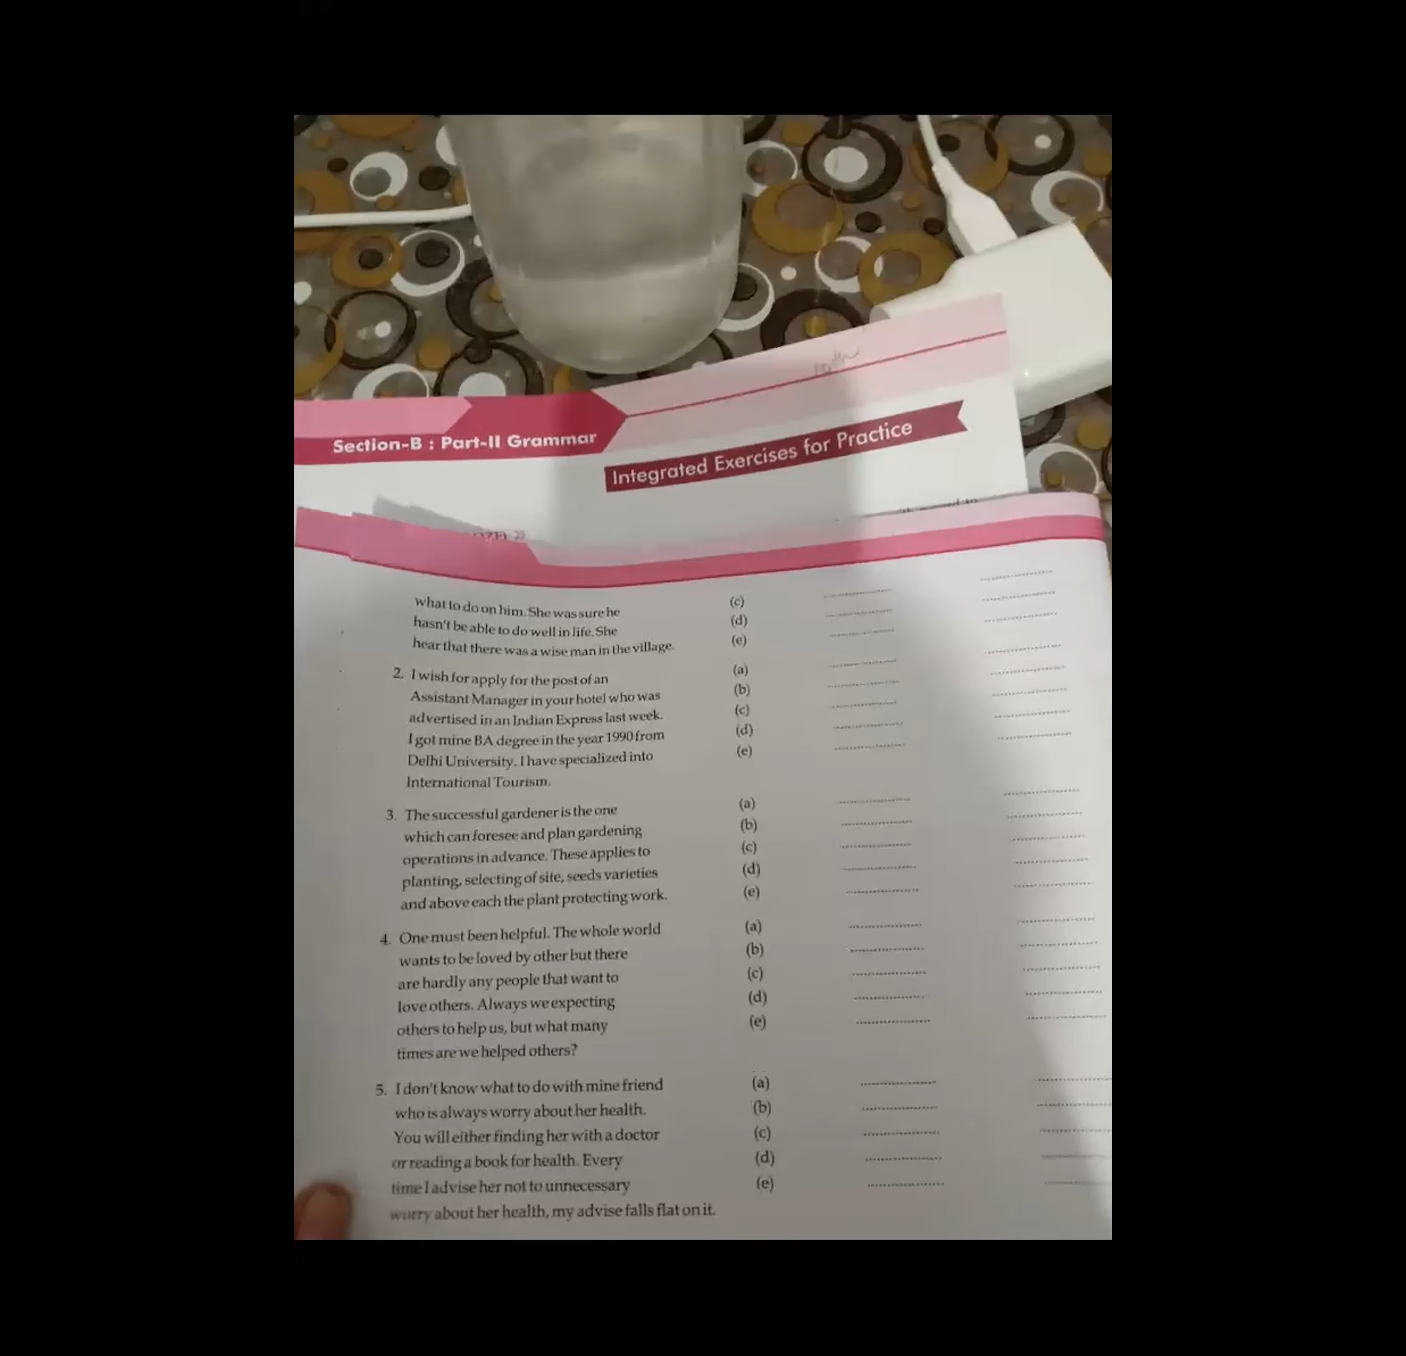 Section-B : Part-II Grammar
Integrated Exercises for Practice
what to do on him. She was sure he (c) .................. ..................
hasn't be able to do well in life. She (d) .................. ..................
hear that there was a wise man in the village. (e) .................. ..................
2. I wish for apply for the post of an (a) .................. ..................
Assistant Manager in your hotel who was (b) .................. ..................
advertised in an Indian Express last week. (c) .................. ..................
I got mine BA degree in the year 1990 from (d) .................. ..................
Delhi University. I have specialized into (e) .................. ..................
International Tourism.
3. The successful gardener is the one (a) .................. ..................
which can foresee and plan gardening (b) .................. ..................
operations in advance. These applies to (c) .................. ..................
planting, selecting of site, seeds varieties (d) .................. ..................
and above each the plant protecting work. (e) .................. ..................
4. One must been helpful. The whole world (a) .................. ..................
wants to be loved by other but there (b) .................. ..................
are hardly any people that want to (c) .................. ..................
love others. Always we expecting (d) .................. ..................
others to help us, but what many (e) .................. ..................
times are we helped others?
5. I don't know what to do with mine friend (a) .................. ..................
who is always worry about her health. (b) .................. ..................
You will either finding her with a doctor (c) .................. ..................
or reading a book for health. Every (d) .................. ..................
time I advise her not to unnecessary (e) .................. ..................
worry about her health, my advise falls flat on it.